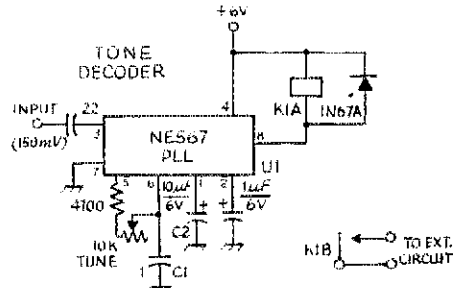 +6V
TONE
DECODER
K1A
1N67A
INPUT
22
(150mV)
3
4
8
NE567
PLL
U1
7
5
6
1
2
10µF
6V
1µF
6V
4100
+
+
C2
10K
TUNE
1
C1
K1B
TO EXT.
CIRCUIT